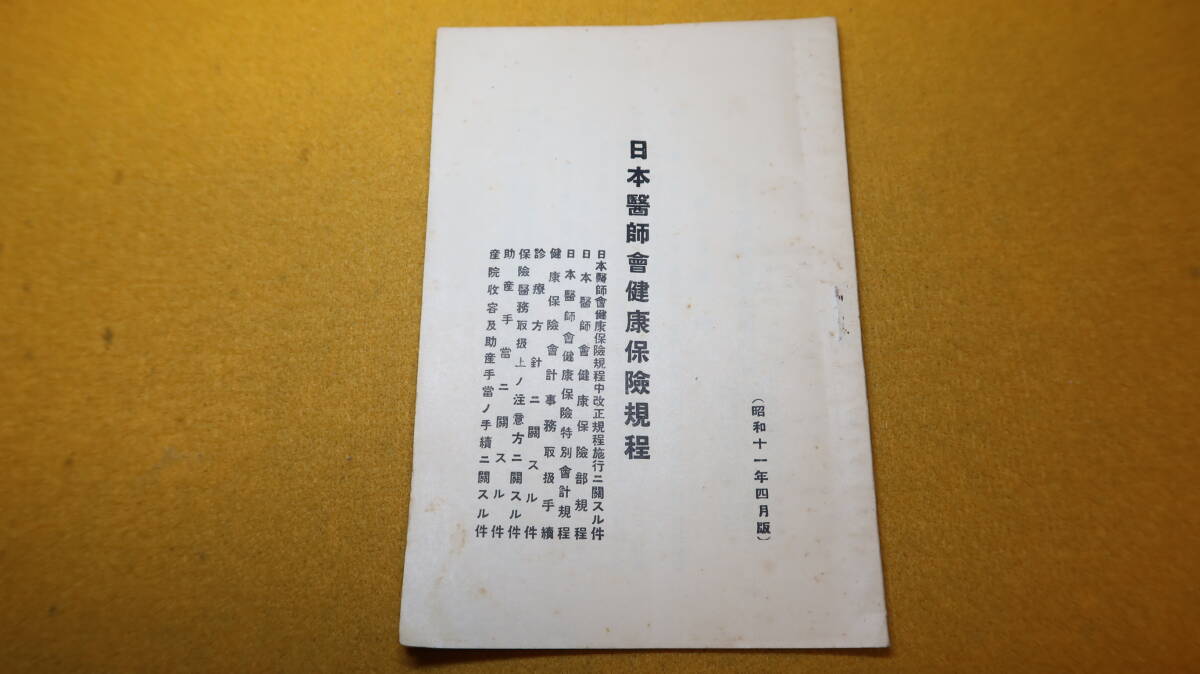 (昭和十一年四月版)
日本醫師會健康保險規程
日本醫師會健康保險規程中改正規程施行ニ關スル件
日本醫師會健康保險部規程
日本醫師會健康保險特別會計規程
健康保險會計事務取扱手續
診療方針ニ關スル件
保險醫務取扱上ノ注意方ニ關スル件
助產手當ニ關スル件
產院收容及助產手當ノ手續ニ關スル件